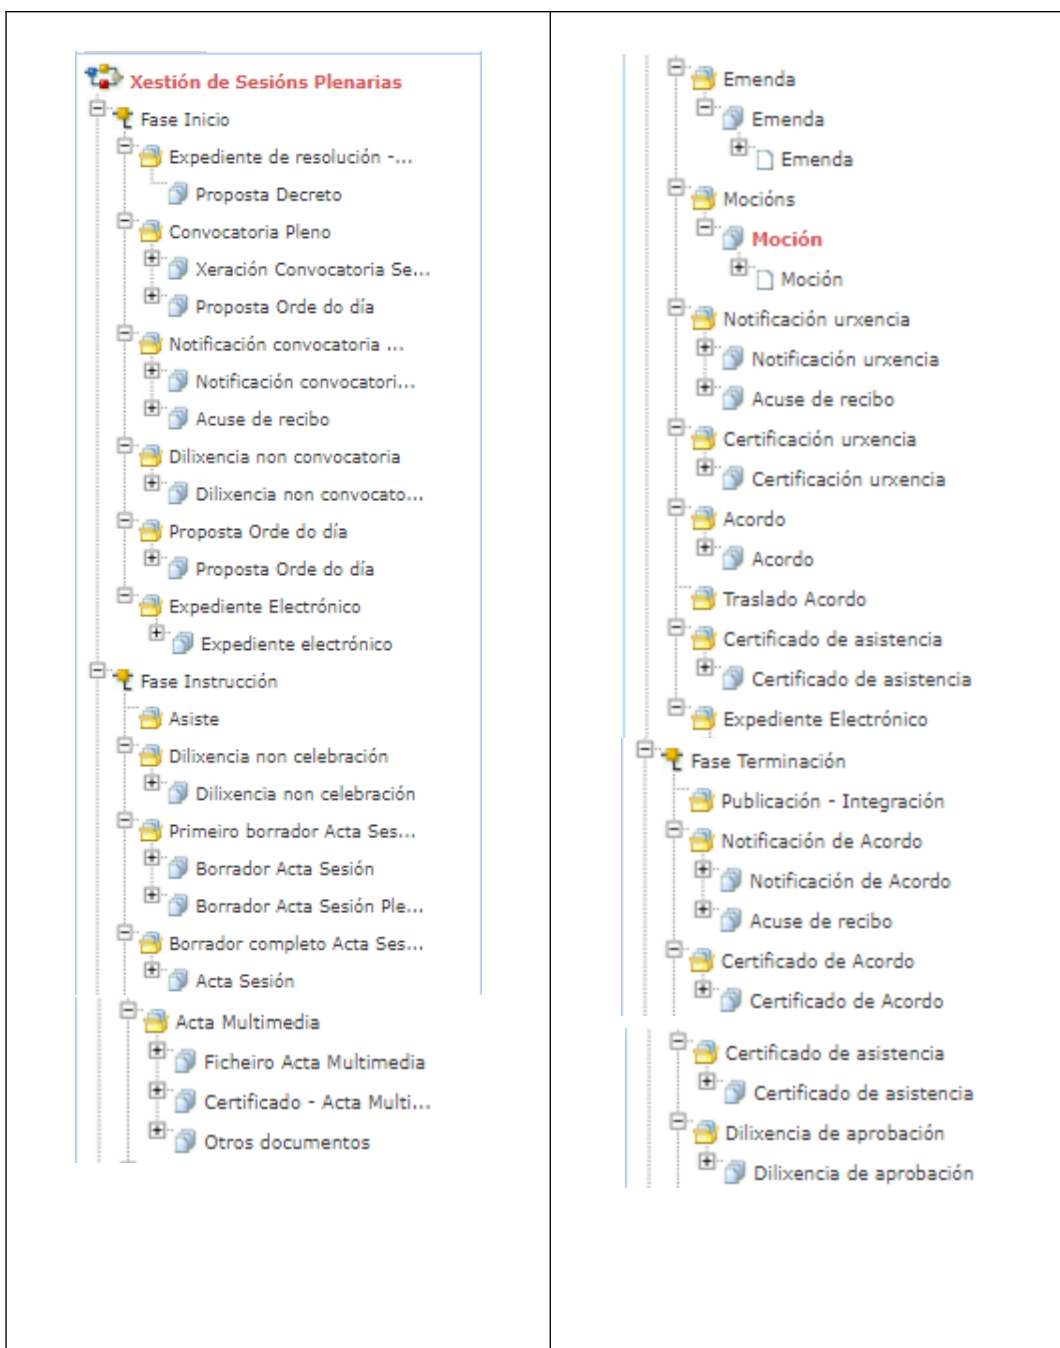 Xestión de Sesións Plenarias
Fase Inicio
Expediente de resolución -...
Proposta Decreto
Convocatoria Pleno
Xeración Convocatoria Se...
Proposta Orde do día
Notificación convocatoria ...
Notificación convocatori...
Acuse de recibo
Dilixencia non convocatoria
Dilixencia non convocato...
Proposta Orde do día
Proposta Orde do día
Expediente Electrónico
Expediente electrónico
Fase Instrucción
Asiste
Dilixencia non celebración
Dilixencia non celebración
Primeiro borrador Acta Ses...
Borrador Acta Sesión
Borrador Acta Sesión Ple...
Borrador completo Acta Ses...
Acta Sesión
Acta Multimedia
Ficheiro Acta Multimedia
Certificado - Acta Multi...
Otros documentos
Emenda
Emenda
Emenda
Mocións
Moción
Moción
Notificación urxencia
Notificación urxencia
Acuse de recibo
Certificación urxencia
Certificación urxencia
Acordo
Acordo
Traslado Acordo
Certificado de asistencia
Certificado de asistencia
Expediente Electrónico
Fase Terminación
Publicación - Integración
Notificación de Acordo
Notificación de Acordo
Acuse de recibo
Certificado de Acordo
Certificado de Acordo
Certificado de asistencia
Certificado de asistencia
Dilixencia de aprobación
Dilixencia de aprobación